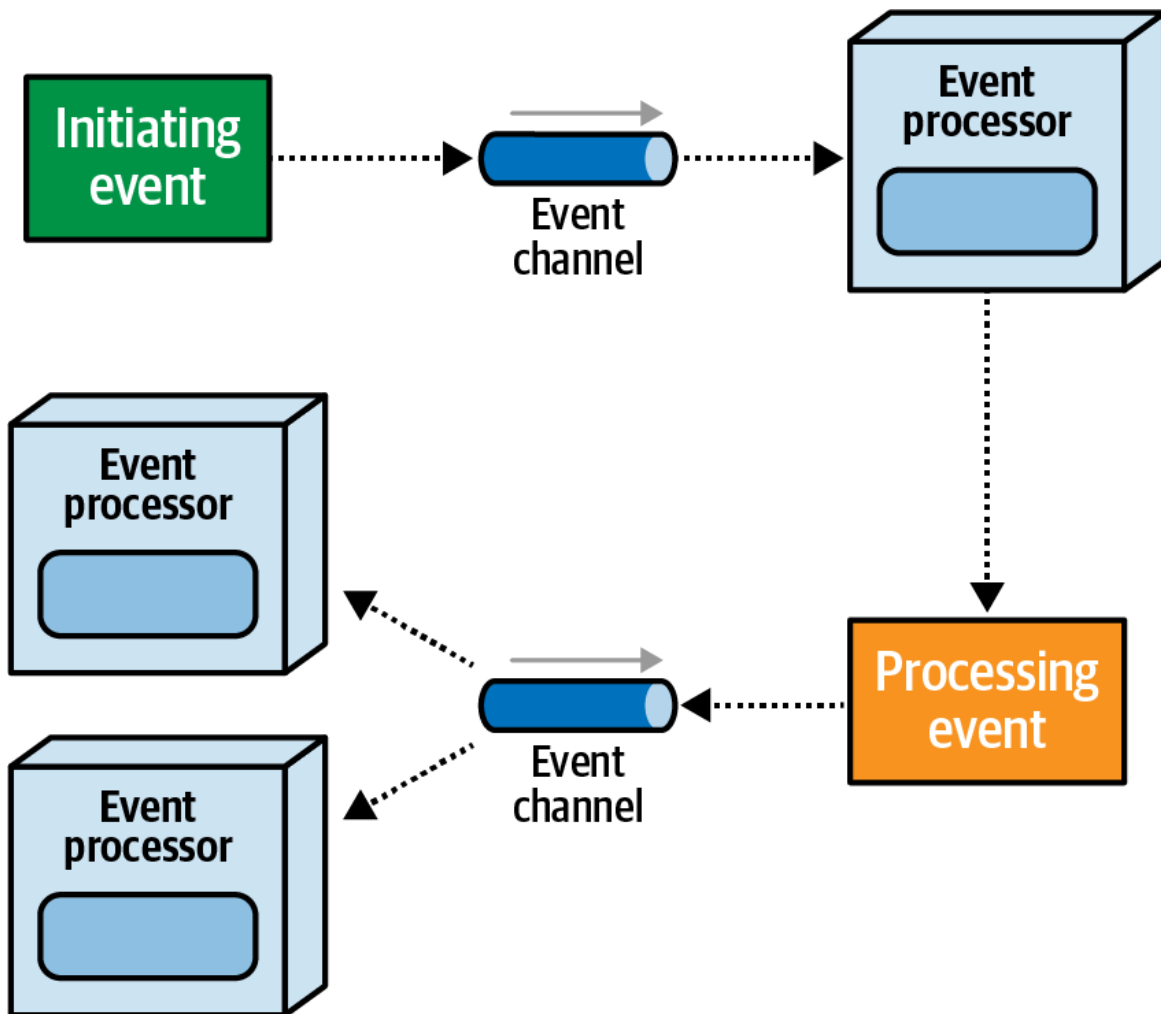 Initiating
event
Event
channel
Event
processor
Event
processor
Processing
event
Event
channel
Event
processor